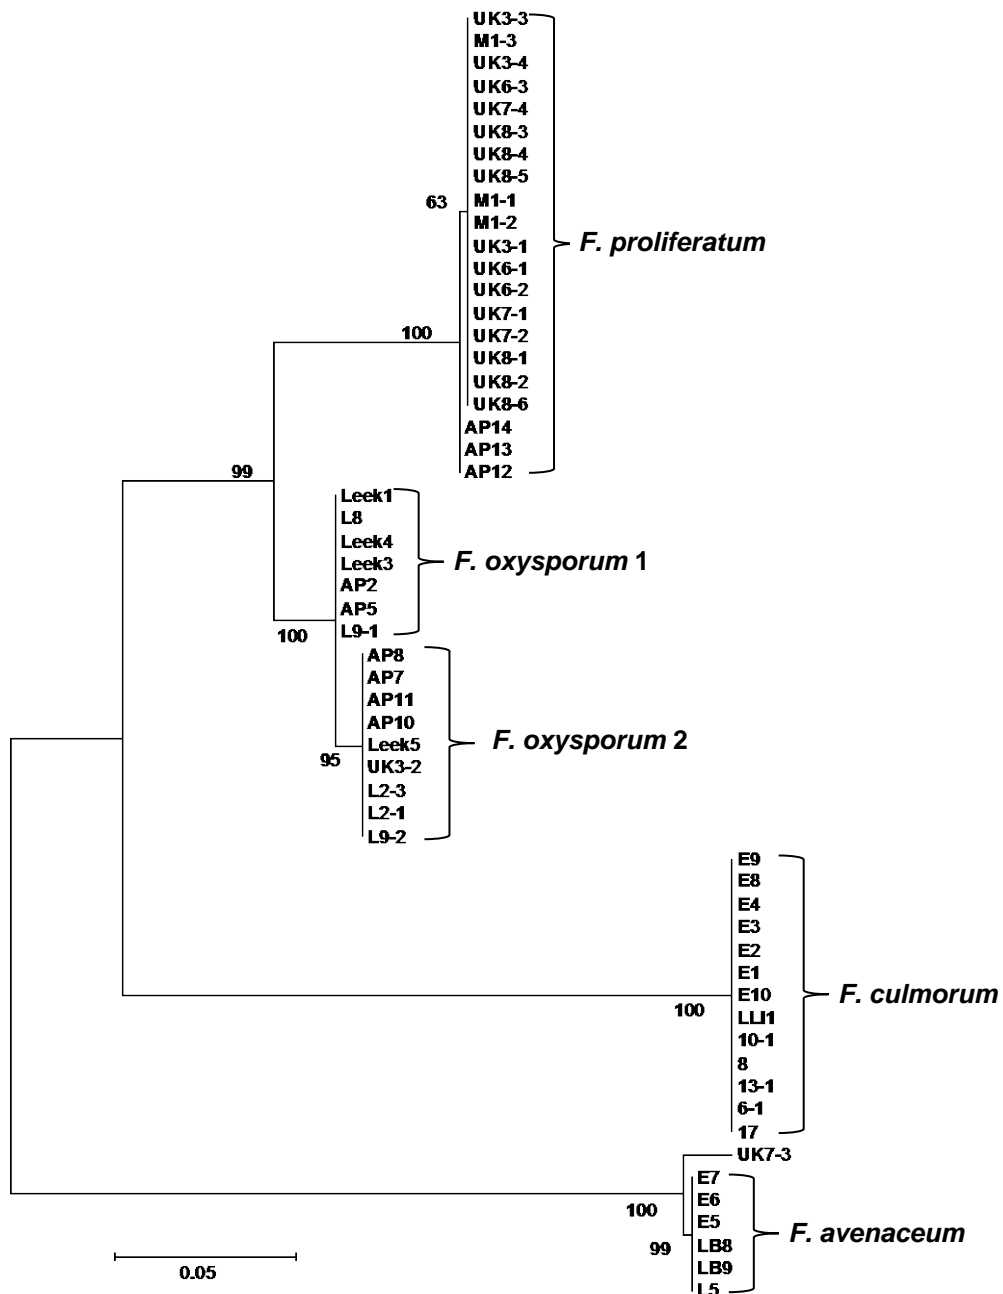 UK3-3
M1-3
UK3-4
UK6-3
UK7-4
UK8-3
UK8-4
UK8-5
M1-1
63
M1-2
UK3-1
F. proliferatum
UK6-1
UK6-2
UK7-1
UK7-2
100
UK8-1
UK8-2
UK8-6
AP14
AP13
AP12
99
Leek1
L8
Leek4
Leek3
F. oxysporum 1
AP2
AP5
L9-1
100
AP8
AP7
AP11
AP10
Leek5
F. oxysporum 2
95
UK3-2
L2-3
L2-1
L9-2
E9
E8
E4
E3
E2
E1
E10
F. culmorum
100
LLI1
10-1
8
13-1
6-1
17
UK7-3
E7
E6
100
E5
F. avenaceum
99
LB8
LB9
L5
0.05